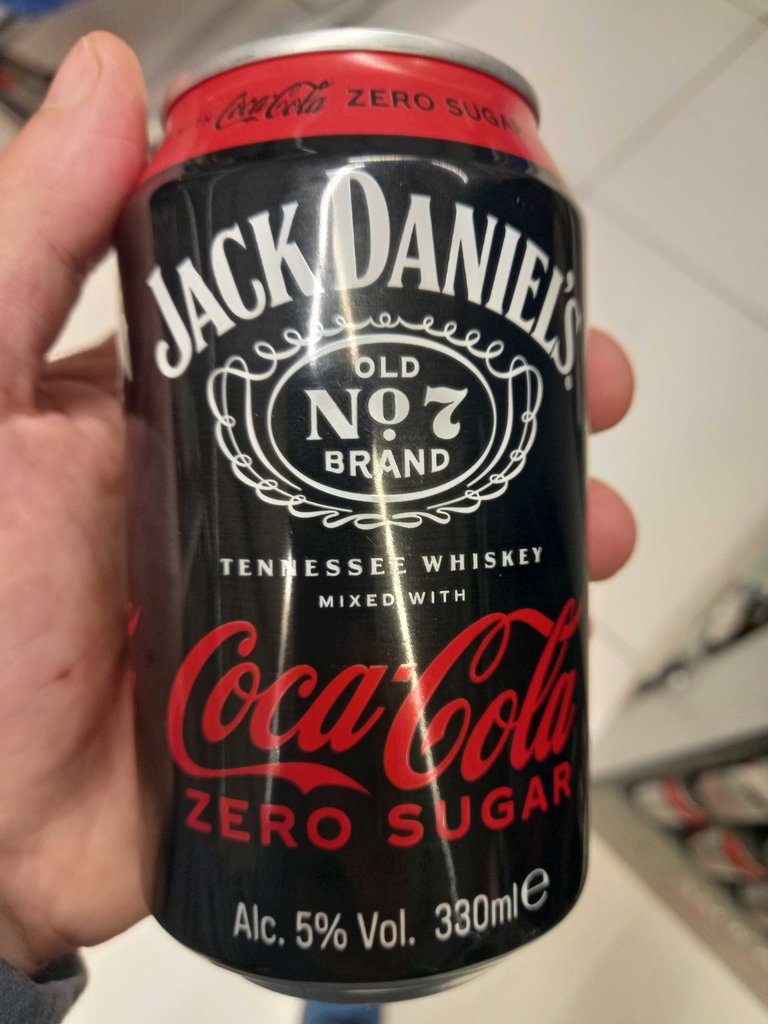 Coca-Cola ZERO SUGAR
JACK DANIEL'S®
OLD
No. 7
BRAND
TENNESSEE WHISKEY
MIXED WITH
Coca-Cola
ZERO SUGAR
Alc. 5% Vol. 330ml e